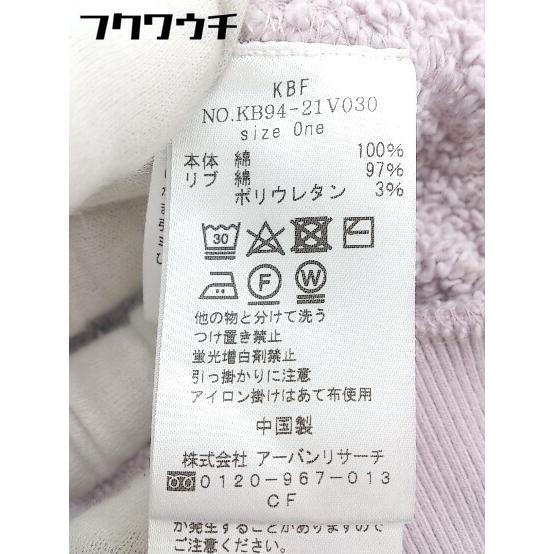 フクワウチ
KBF
NO.KB94-21V030
size One
本体 綿 100%
リブ 綿 97%
ポリウレタン 3%
30
F W
他の物と分けて洗う
つけ置き禁止
蛍光増白剤禁止
引っ掛かりに注意
アイロン掛けはあて布使用
中国製
株式会社 アーバンリサーチ
0120-967-013
CF
が発生することがありますので